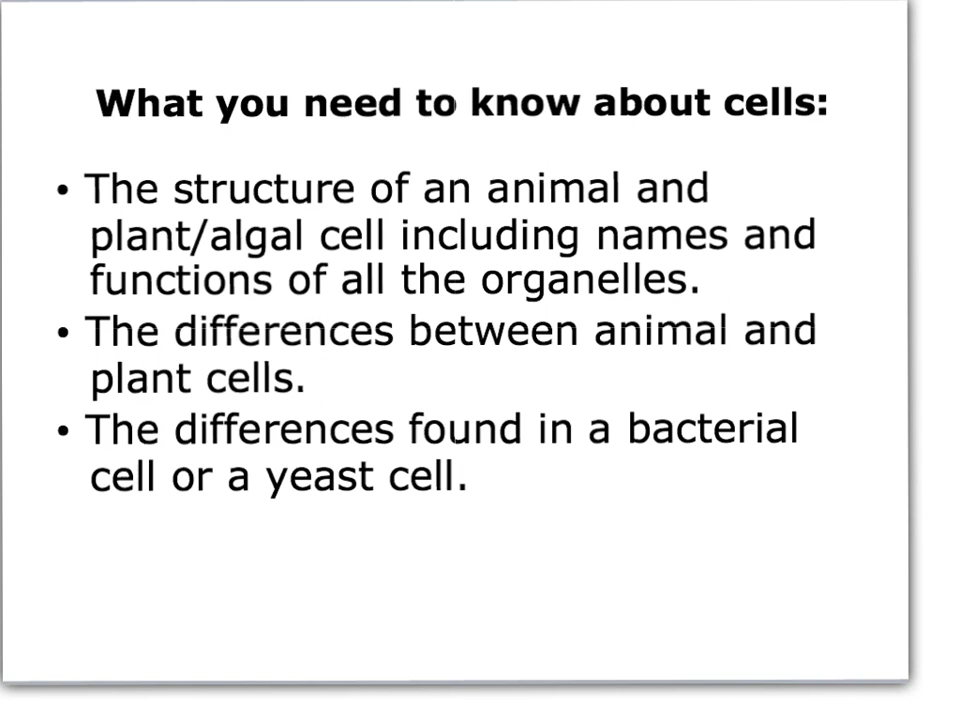 What you need to know about cells:
• The structure of an animal and
plant/algal cell including names and
functions of all the organelles.
• The differences between animal and
plant cells.
• The differences found in a bacterial
cell or a yeast cell.